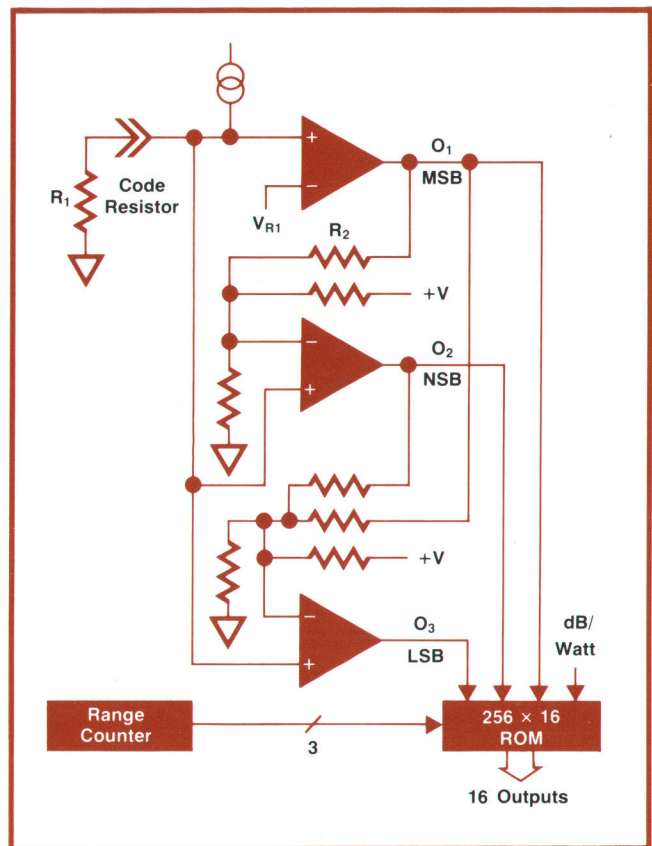 +
O₁
R₁
Code
Resistor
−
MSB
V_R1
R₂
+V
−
O₂
+
NSB
+V
−
O₃
dB/
Watt
+
LSB
Range
Counter
3
256 × 16
ROM
16 Outputs